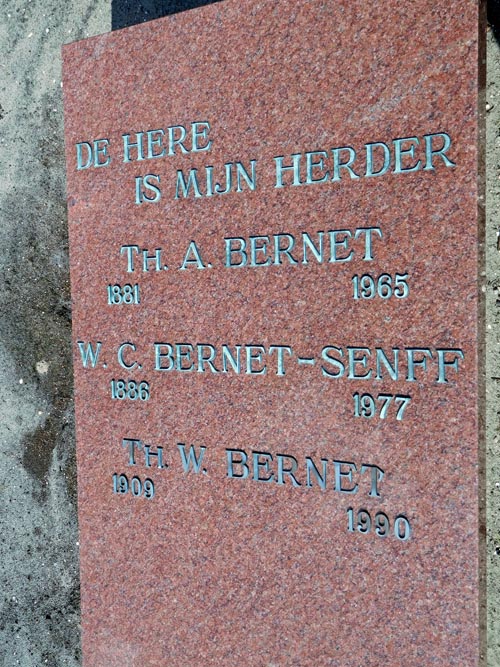 DE HERE
IS MIJN HERDER
TH. A. BERNET
1881 1965
W. C. BERNET-SENFF
1886 1977
TH. W. BERNET
1909 1990